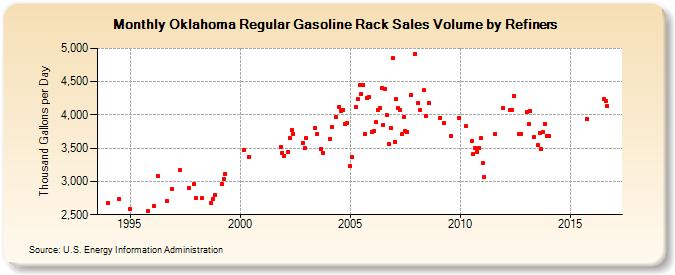 Monthly Oklahoma Regular Gasoline Rack Sales Volume by Refiners
Thousand Gallons per Day
5,000
4,500
4,000
3,500
3,000
2,500
1995 2000 2005 2010 2015
Source: U.S. Energy Information Administration